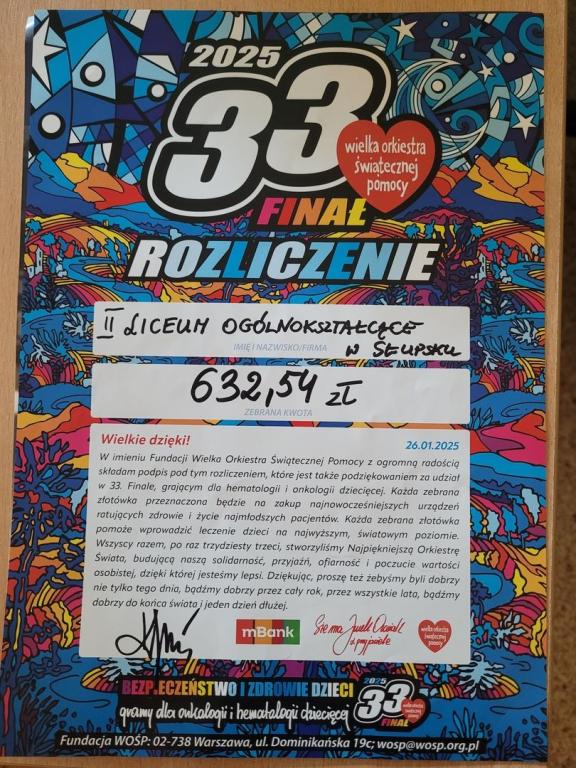 2025
33
wielka orkiestra
świątecznej
pomocy
FINAŁ
ROZLICZENIE
II LICEUM OGÓLNOKSZTAŁCĄCE
IMIĘ I NAZWISKO/FIRMA
W SŁUPSKU
632,54 zł
ZEBRANA KWOTA
Wielkie dzięki!
26.01.2025
W imieniu Fundacji Wielka Orkiestra Świątecznej Pomocy z ogromną radością
składam podpis pod tym rozliczeniem, które jest także podziękowaniem za udział
w 33. Finale, grającym dla hematologii i onkologii dziecięcej. Każda zebrana
złotówka przeznaczona będzie na zakup najnowocześniejszych urządzeń
ratujących zdrowie i życie najmłodszych pacjentów. Każda zebrana złotówka
pomoże wprowadzić leczenie dzieci na najwyższym, światowym poziomie.
Wszyscy razem, po raz trzydziesty trzeci, stworzyliśmy Najpiękniejszą Orkiestrę
Świata, budującą naszą solidarność, przyjaźń, ofiarność i poczucie wartości
osobistej, dzięki której jesteśmy lepsi. Dziękując, proszę też żebyśmy byli dobrzy
nie tylko tego dnia, bądźmy dobrzy przez cały rok, przez wszystkie lata, bądźmy
dobrzy do końca świata i jeden dzień dłużej.
mBank
Siema Jurek Owsiak
wielka orkiestra
świątecznej
pomocy
BEZPIECZEŃSTWO I ZDROWIE DZIECI
gramy dla onkologii i hematologii dziecięcej
2025
33
FINAŁ
Fundacja WOŚP: 02-738 Warszawa, ul. Dominikańska 19c; wosp@wosp.org.pl